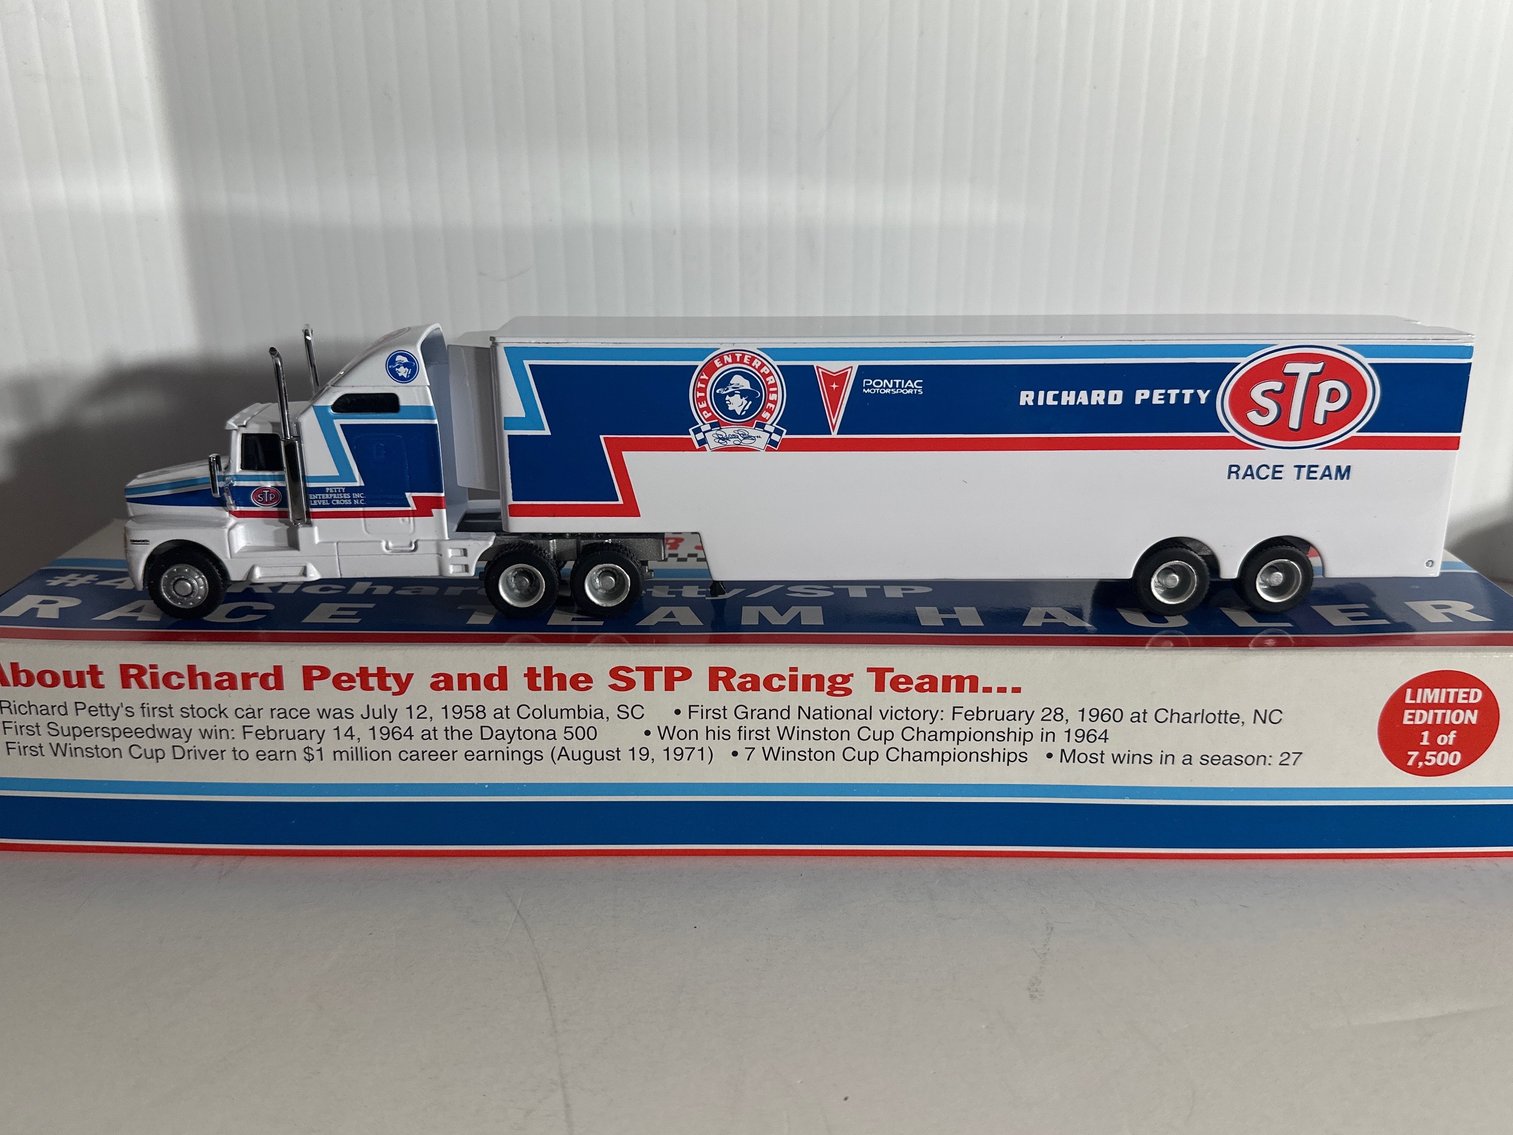 PETTY ENTERPRISES
PONTIAC
MOTORSPORTS
RICHARD PETTY
STP
RACE TEAM
STP
PETTY
ENTERPRISES INC.
LEVEL CROSS N.C.
/STP
RACE TEAM HAULER
About Richard Petty and the STP Racing Team...
Richard Petty's first stock car race was July 12, 1958 at Columbia, SC • First Grand National victory: February 28, 1960 at Charlotte, NC
First Superspeedway win: February 14, 1964 at the Daytona 500 • Won his first Winston Cup Championship in 1964
First Winston Cup Driver to earn $1 million career earnings (August 19, 1971) • 7 Winston Cup Championships • Most wins in a season: 27
LIMITED
EDITION
1 of
7,500